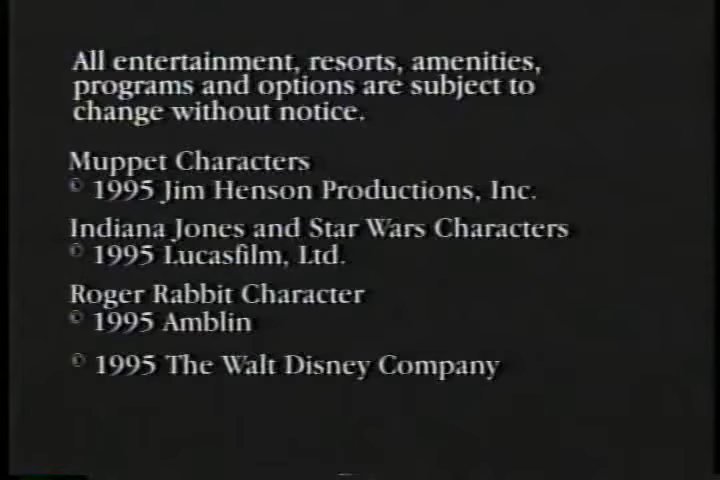 All entertainment, resorts, amenities,
programs and options are subject to
change without notice.
Muppet Characters
© 1995 Jim Henson Productions, Inc.
Indiana Jones and Star Wars Characters
© 1995 Lucasfilm, Ltd.
Roger Rabbit Character
© 1995 Amblin
© 1995 The Walt Disney Company